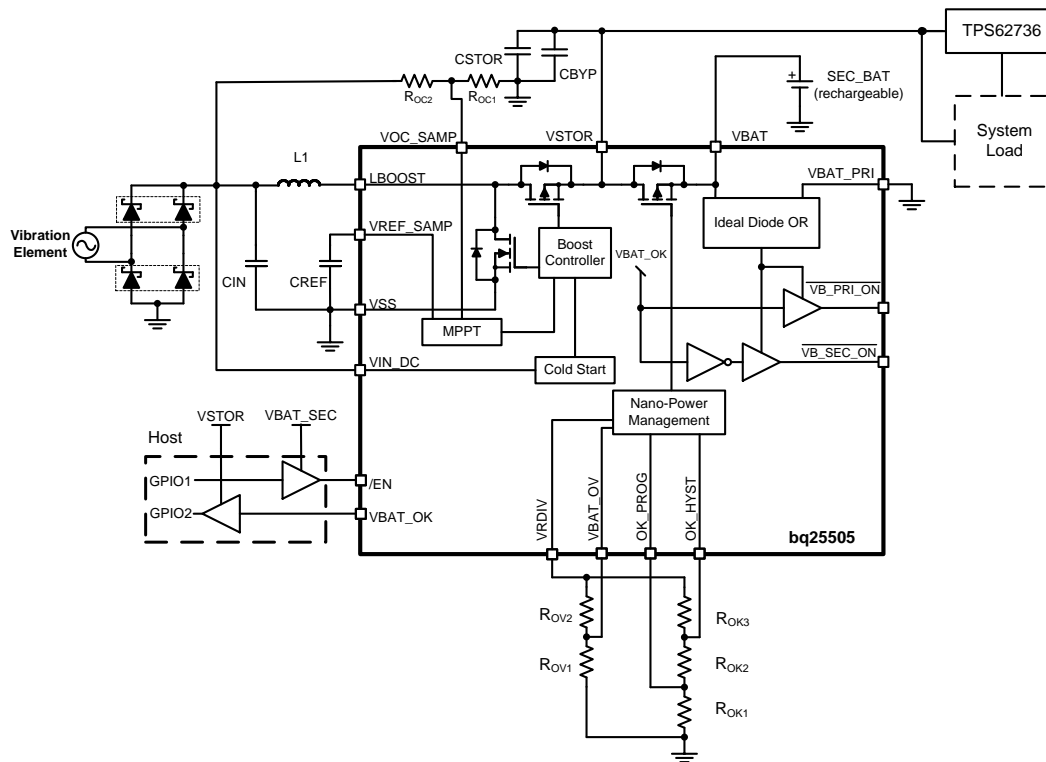 TPS62736
CSTOR
CBYP
SEC_BAT
(rechargeable)
ROC2
ROC1
System
Load
VOC_SAMP
VSTOR
VBAT
L1
LBOOST
VBAT_PRI
Ideal Diode OR
VREF_SAMP
Vibration
Element
Boost
Controller
VBAT_OK
CIN
CREF
VB_PRI_ON
VSS
MPPT
VB_SEC_ON
VIN_DC
Cold Start
Nano-Power
Management
VSTOR
VBAT_SEC
Host
GPIO1
/EN
GPIO2
VBAT_OK
VRDIV
VBAT_OV
OK_PROG
OK_HYST
bq25505
ROV2
ROK3
ROV1
ROK2
ROK1
+